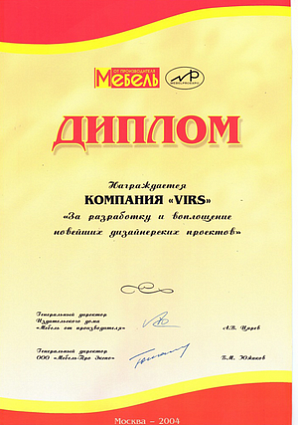 ОТ ПРОИЗВОДИТЕЛЯ
МЕБЕЛЬ
ДИПЛОМ
Награждается
КОМПАНИЯ «VIRS»
«За разработку и воплощение
новейших дизайнерских проектов»
Генеральный директор
Издательского дома
«Мебель от производителя»
Генеральный директор
ООО «Мебель-Про Экспо»
Москва – 2004